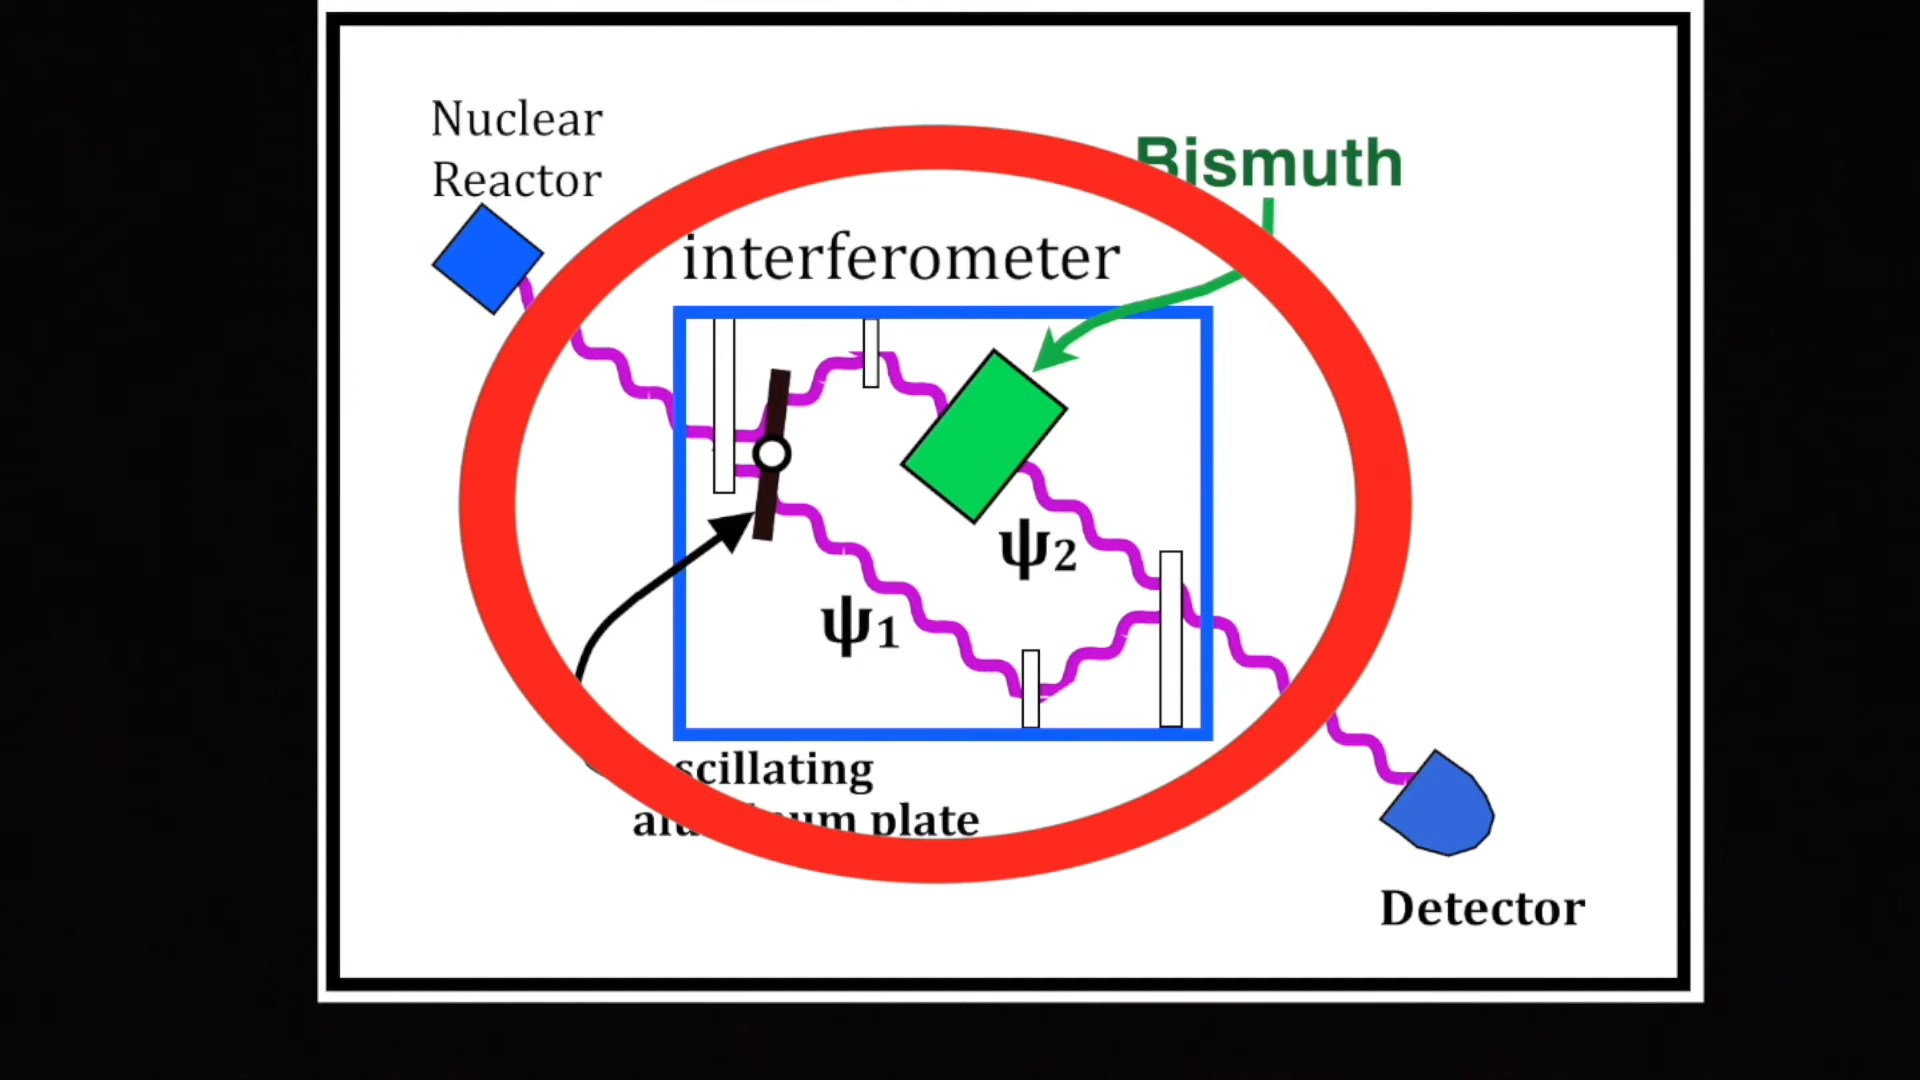 Nuclear
Reactor
Bismuth
interferometer
ψ2
ψ1
scillating
plate
Detector